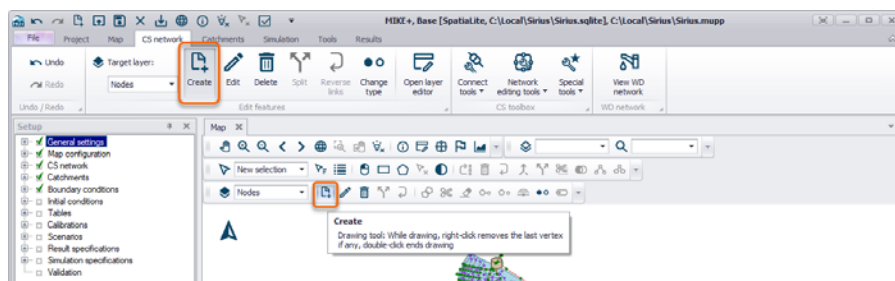 MIKE+, Base [SpatiaLite, C:\Local\Sirius\Sirius.sqlite], C:\Local\Sirius\Sirius.mupp
File Project Map CS network Catchments Simulation Tools Results
Undo Target layer:
Redo Nodes
Create Edit Delete Split Reverse links Change type Open layer editor Connect tools Network editing tools Special tools View WD network
Undo / Redo Edit features CS toolbox WD network
Setup Map
General settings
Map configuration
CS network
Catchments
Boundary conditions
Initial conditions
Tables
Calibrations
Scenarios
Result specifications
Simulation specifications
Validation
New selection
Nodes
Create
Drawing tool: While drawing, right-click removes the last vertex
if any, double-click ends drawing